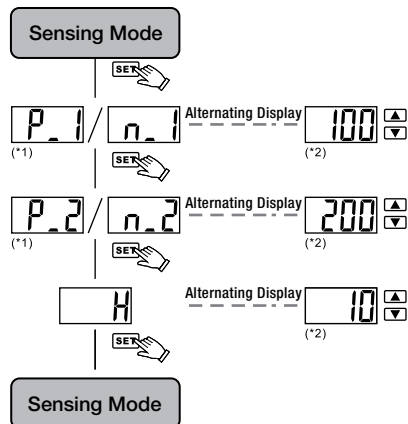 Sensing Mode
SET
P_1 / n_1 Alternating Display 100
(*1) (*2)
SET
P_2 / n_2 Alternating Display 200
(*1) (*2)
SET
H Alternating Display 10
(*2)
SET
Sensing Mode